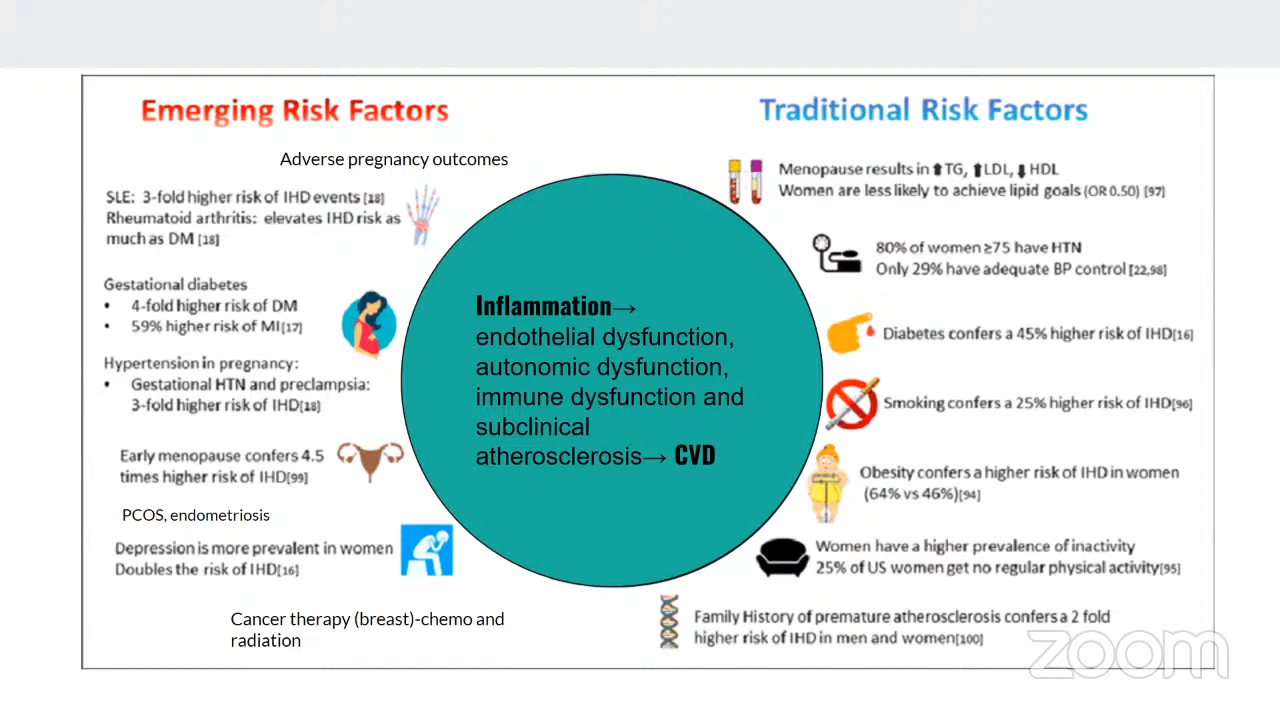 Emerging Risk Factors
Adverse pregnancy outcomes
SLE: 3-fold higher risk of IHD events [18]
Rheumatoid arthritis: elevates IHD risk as
much as DM [18]
Gestational diabetes
• 4-fold higher risk of DM
• 59% higher risk of MI[17]
Hypertension in pregnancy:
• Gestational HTN and preclampsia:
3-fold higher risk of IHD[18]
Early menopause confers 4.5
times higher risk of IHD[99]
PCOS, endometriosis
Depression is more prevalent in women
Doubles the risk of IHD[16]
Cancer therapy (breast)-chemo and
radiation
Inflammation→
endothelial dysfunction,
autonomic dysfunction,
immune dysfunction and
subclinical
atherosclerosis→ CVD
Traditional Risk Factors
Menopause results in ⬆TG, ⬆LDL, ⬇HDL
Women are less likely to achieve lipid goals (OR 0.50) [97]
80% of women ≥75 have HTN
Only 29% have adequate BP control [22,98]
Diabetes confers a 45% higher risk of IHD[16]
Smoking confers a 25% higher risk of IHD[96]
Obesity confers a higher risk of IHD in women
(64% vs 46%)[94]
Women have a higher prevalence of inactivity
25% of US women get no regular physical activity[95]
Family History of premature atherosclerosis confers a 2 fold
higher risk of IHD in men and women[100]
zoom